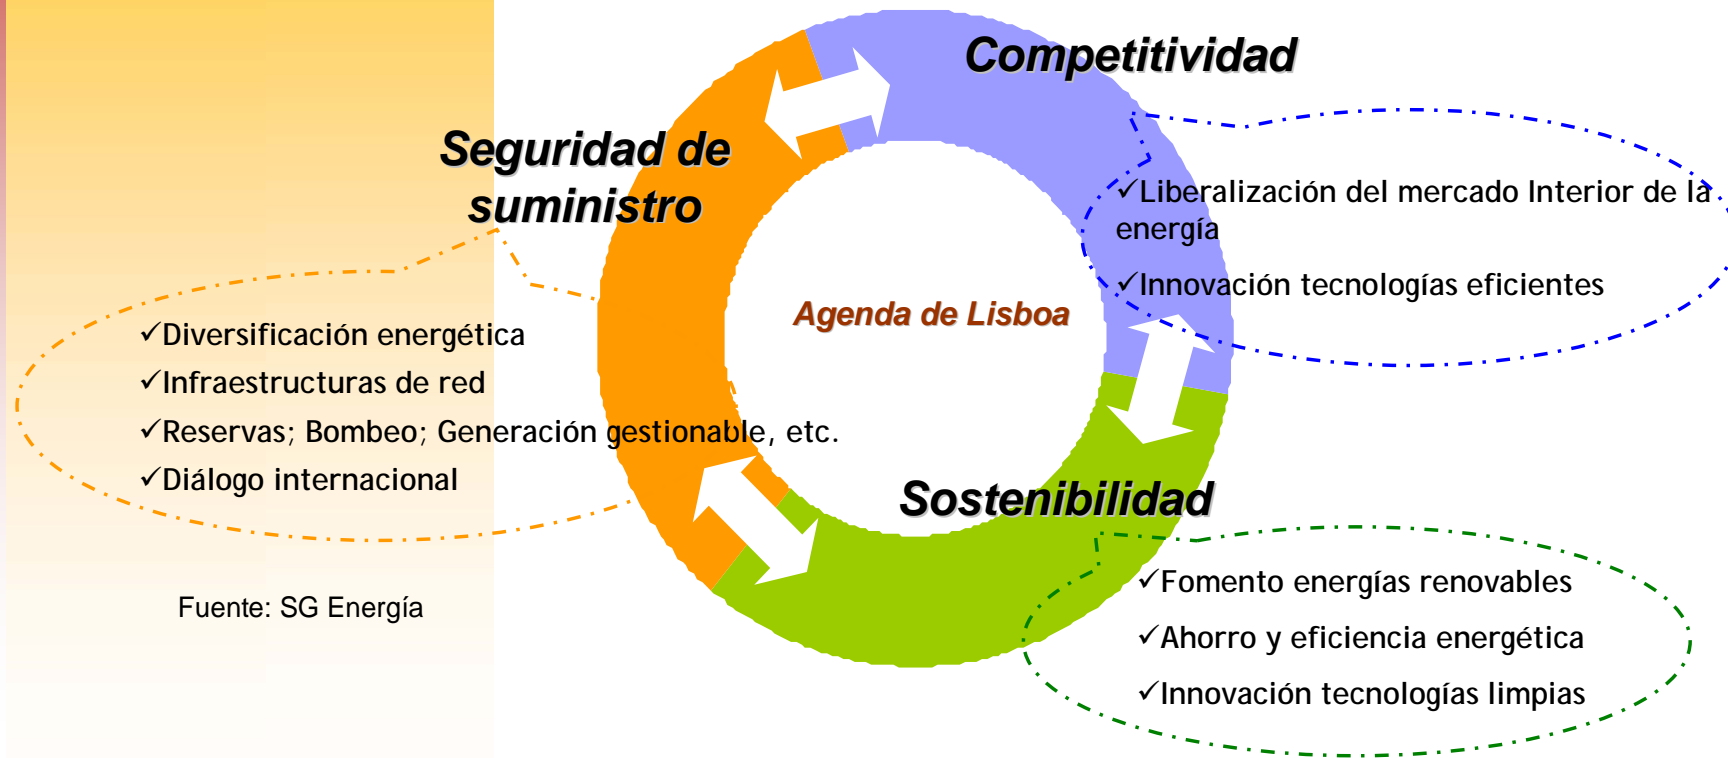 Competitividad
Seguridad de
suministro
✓Liberalización del mercado Interior de la
energía
✓Innovación tecnologías eficientes
Agenda de Lisboa
✓Diversificación energética
✓Infraestructuras de red
✓Reservas; Bombeo; Generación gestionable, etc.
✓Diálogo internacional
Sostenibilidad
✓Fomento energías renovables
✓Ahorro y eficiencia energética
✓Innovación tecnologías limpias
Fuente: SG Energía